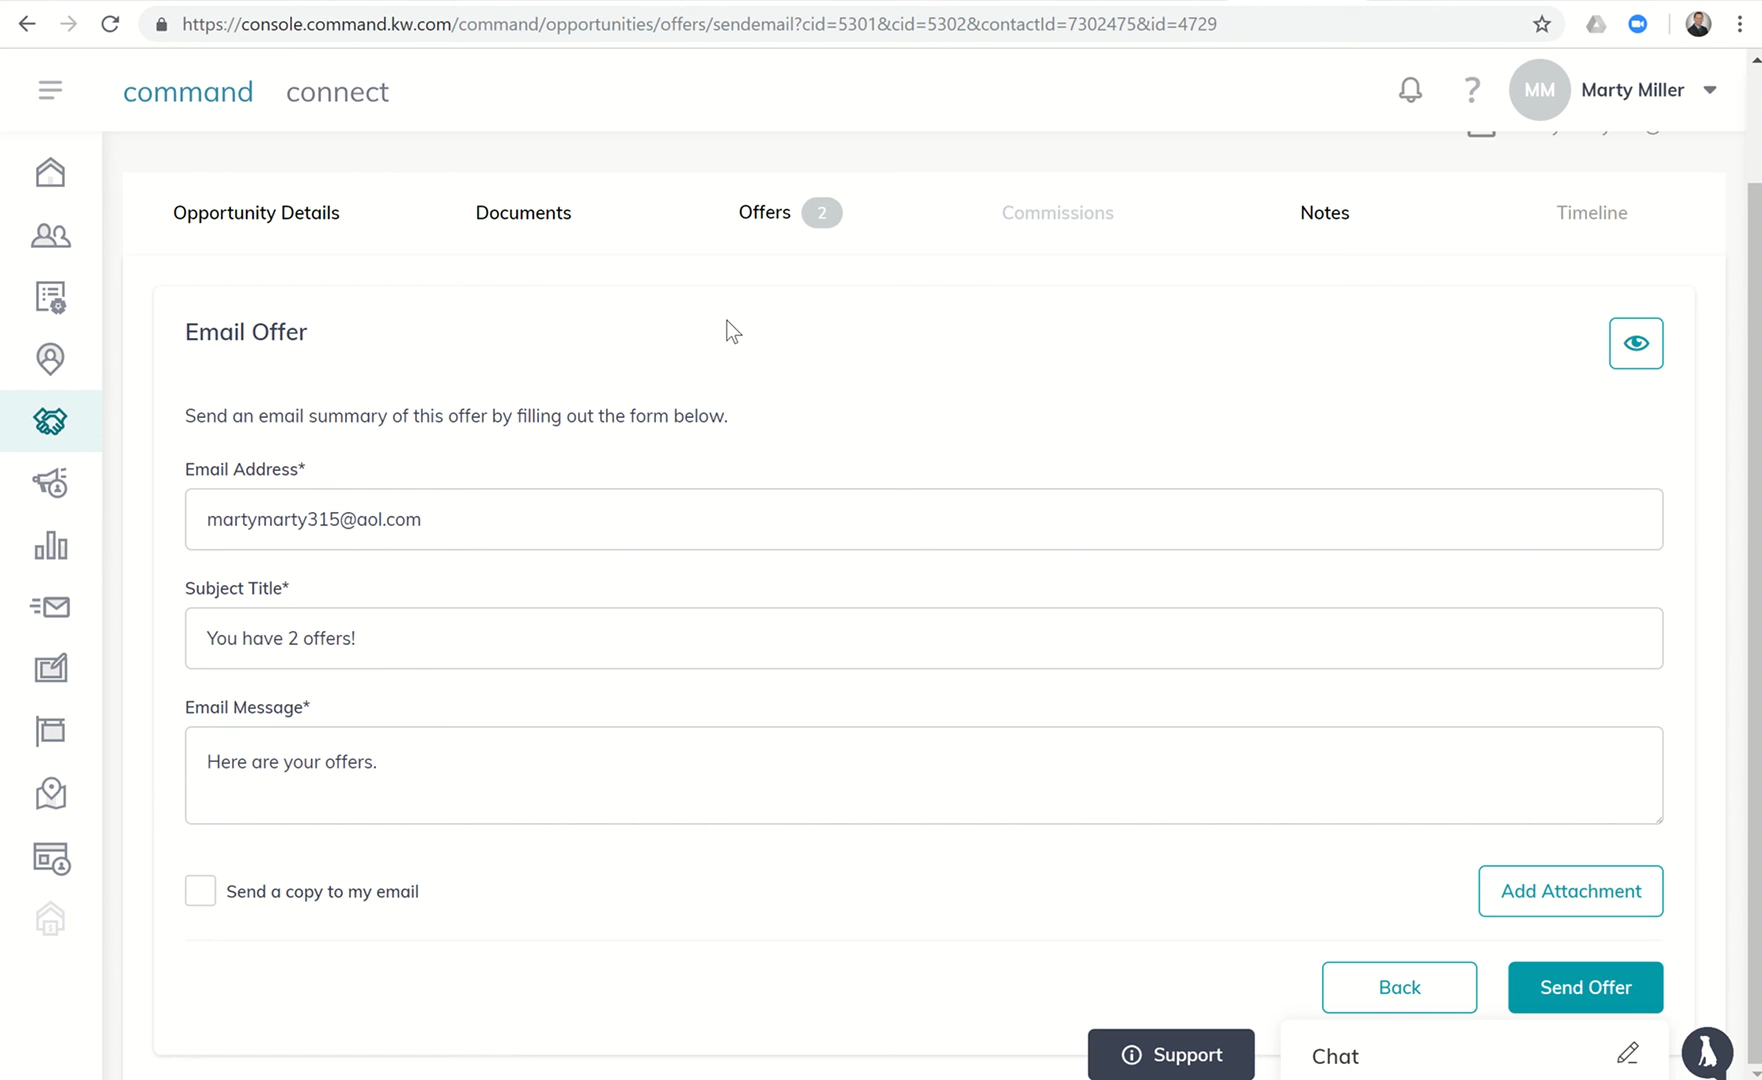 https://console.command.kw.com/command/opportunities/offers/sendemail?cid=5301&cid=5302&contactId=7302475&id=4729
command connect
? MM Marty Miller
Opportunity Details Documents Offers 2 Commissions Notes Timeline
Email Offer
Send an email summary of this offer by filling out the form below.
Email Address*
martymarty315@aol.com
Subject Title*
You have 2 offers!
Email Message*
Here are your offers.
Send a copy to my email Add Attachment
Back Send Offer
Support Chat